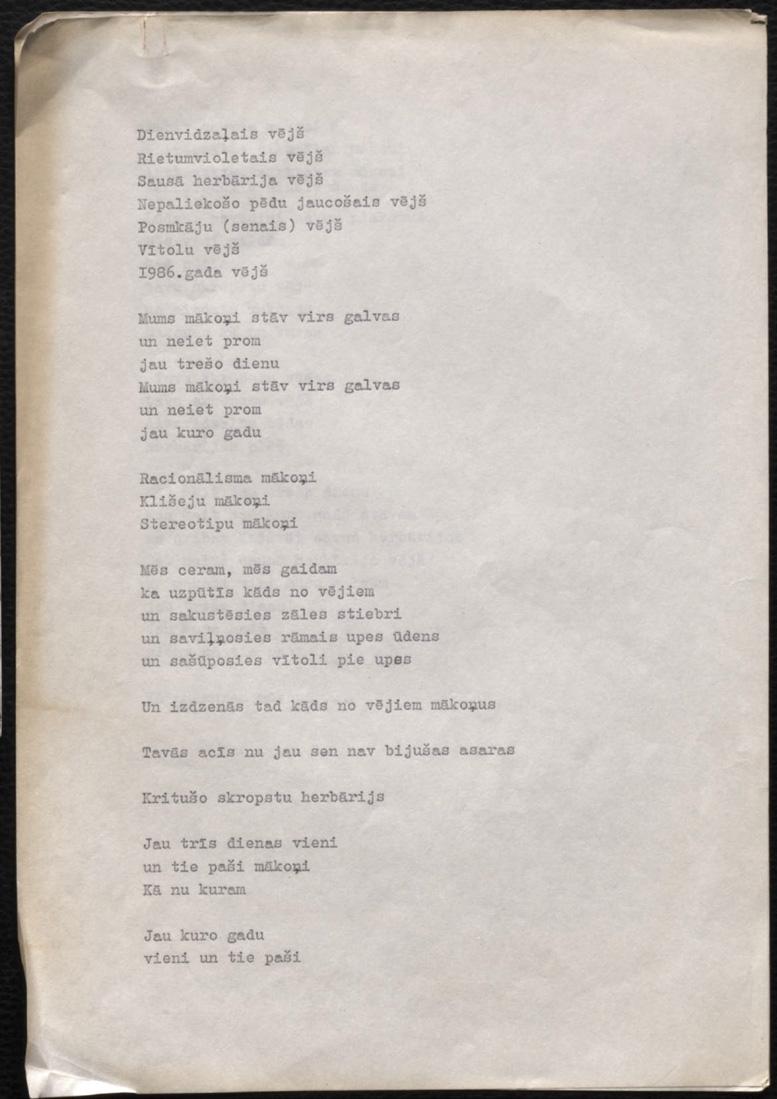 Dienvidzaļais vējš
Rietumvioletais vējš
Sausā herbārija vējš
Nepaliekošo pēdu jaucošais vējš
Posmkāju (senais) vējš
Vītolu vējš
I986.gada vējš
Mums mākoņi stāv virs galvas
un neiet prom
jau trešo dienu
Mums mākoņi stāv virs galvas
un neiet prom
jau kuro gadu
Racionālisma mākoņi
Klišeju mākoņi
Stereotipu mākoņi
Mēs ceram, mēs gaidam
ka uzpūtīs kāds no vējiem
un sakustēsies zāles stiebri
un saviļņosies rāmais upes ūdens
un sašūposies vītoli pie upes
Un izdzenās tad kāds no vējiem mākoņus
Tavās acīs nu jau sen nav bijušas asaras
Kritušo skropstu herbārijs
Jau trīs dienas vieni
un tie paši mākoņi
Kā nu kuram
Jau kuro gadu
vieni un tie paši